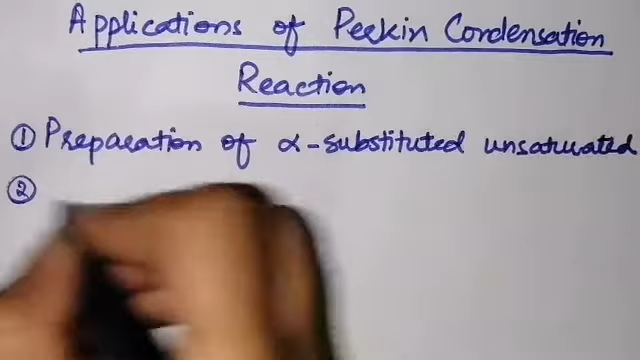 Applications of Perkin Condensation
Reaction
① Preparation of α-substituted unsaturated
②